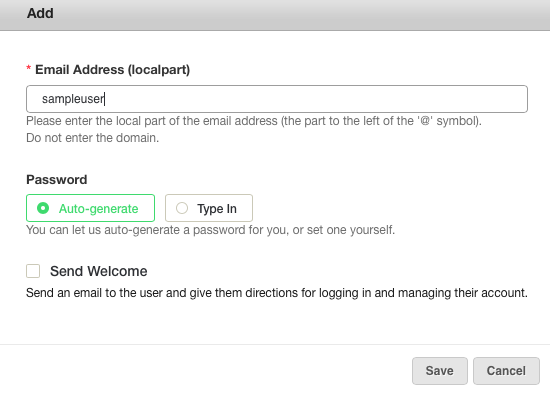 Add
* Email Address (localpart)
sampleuser
Please enter the local part of the email address (the part to the left of the '@' symbol).
Do not enter the domain.
Password
Auto-generate Type In
You can let us auto-generate a password for you, or set one yourself.
Send Welcome
Send an email to the user and give them directions for logging in and managing their account.
Save Cancel